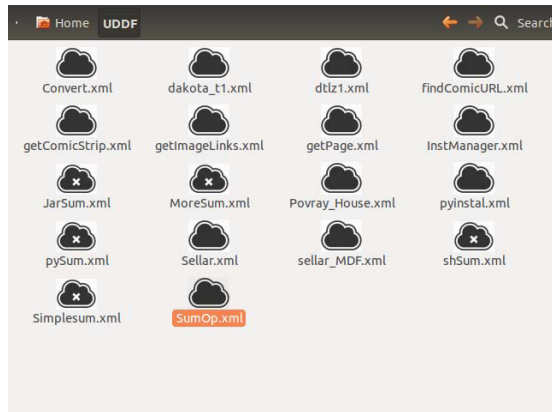 Home UDDF Search
Convert.xml dakota_t1.xml dtlz1.xml findComicURL.xml
getComicStrip.xml getImageLinks.xml getPage.xml InstManager.xml
JarSum.xml MoreSum.xml Povray_House.xml pyinstal.xml
pySum.xml Sellar.xml sellar_MDF.xml shSum.xml
Simplesum.xml SumOp.xml